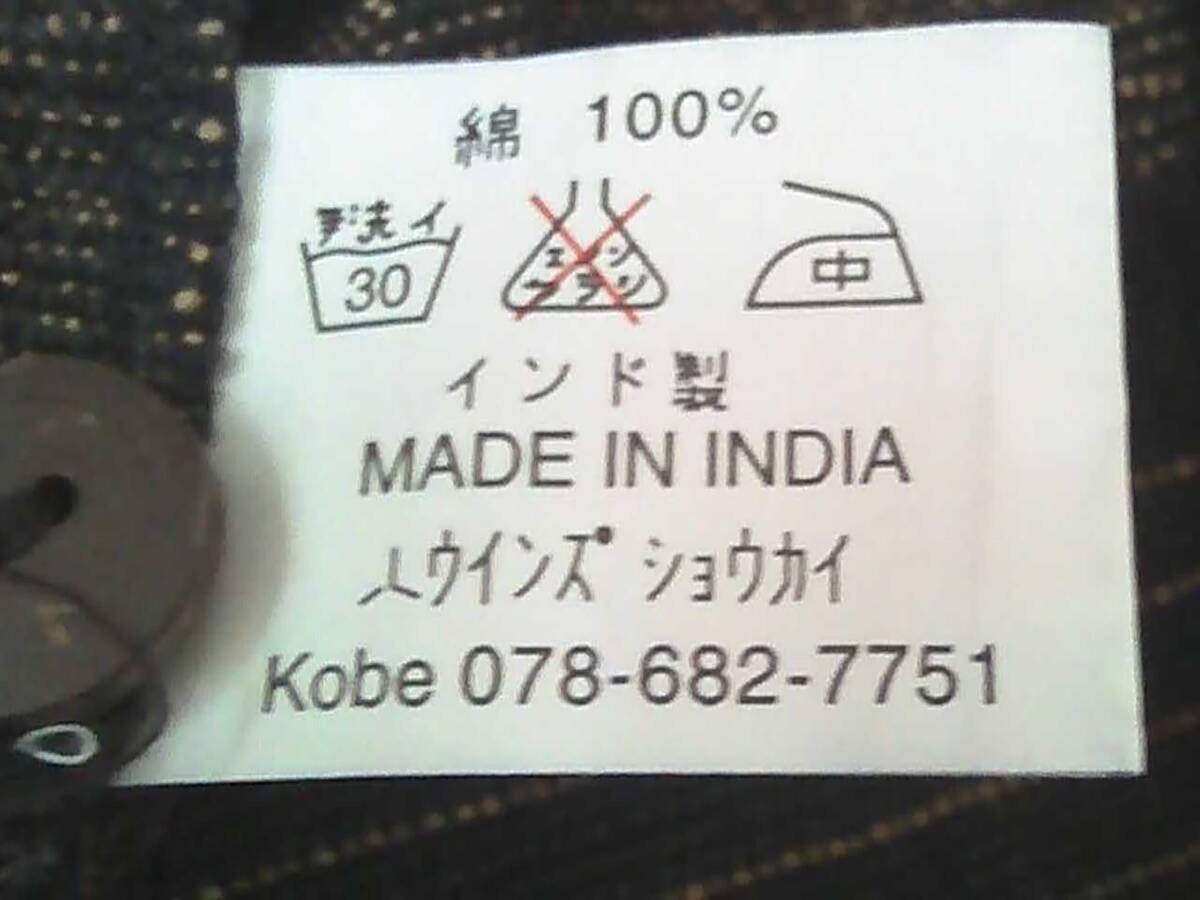 綿 100%
手洗イ
30
エンソ
サラシ
中
インド製
MADE IN INDIA
ウインズ ショウカイ
Kobe 078-682-7751